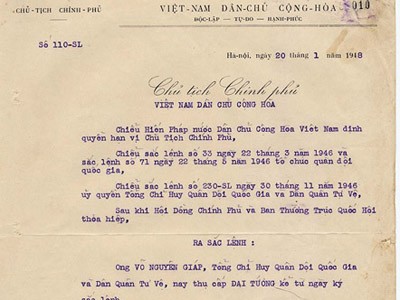 -CHỦ-TỊCH CHÍNH-PHỦ
VIỆT-NAM DÂN-CHỦ CỘNG-HÒA
010
ĐỘC-LẬP — TỰ-DO — HẠNH-PHÚC
Số 110-SL
Hà-nội, ngày 20 tháng 1 năm 1948
Chủ tịch Chính phủ
VIỆT NAM DÂN CHỦ CỘNG HÒA
Chiếu Hiến Pháp nước Dân Chủ Cộng Hòa Việt Nam định
quyền hạn vị Chủ Tịch Chính Phủ,
Chiếu sắc lệnh số 33 ngày 22 tháng 3 năm 1946 và
sắc lệnh số 71 ngày 22 tháng 5 năm 1946 tổ chức quân đội
quốc gia,
Chiếu sắc lệnh số 230-SL ngày 30 tháng 11 năm 1946
uỷ quyền Tổng Chỉ Huy Quân Đội Quốc Gia và Dân Quân Tự Vệ,
Sau khi Hội Đồng Chính Phủ và Ban Thường Trực Quốc Hội
thỏa hiệp,
RA SẮC LỆNH :
Ông VÕ NGUYÊN GIÁP, Tổng Chỉ Huy Quân Đội Quốc Gia
và Dân Quân Tự Vệ, nay thụ cấp ĐẠI TƯỚNG kể từ ngày ký
sắc lệnh